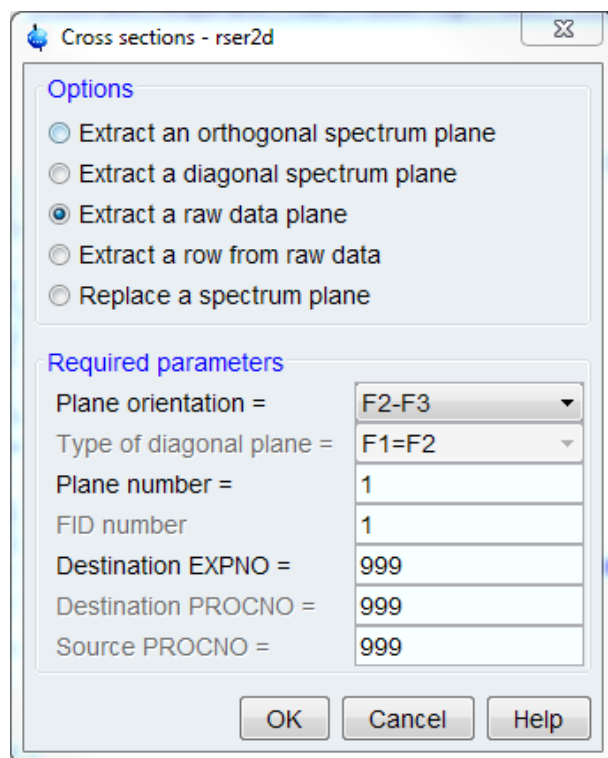 Cross sections - rser2d
Options
Extract an orthogonal spectrum plane
Extract a diagonal spectrum plane
Extract a raw data plane
Extract a row from raw data
Replace a spectrum plane
Required parameters
Plane orientation = F2-F3
Type of diagonal plane = F1=F2
Plane number = 1
FID number 1
Destination EXPNO = 999
Destination PROCNO = 999
Source PROCNO = 999
OK Cancel Help